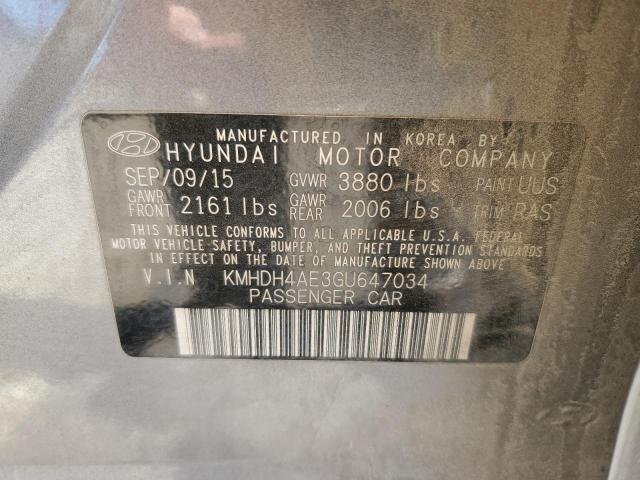 MANUFACTURED IN KOREA BY
HYUNDAI MOTOR COMPANY
SEP/09/15 GVWR 3880 lbs PAINT UUS
GAWR FRONT 2161 lbs GAWR REAR 2006 lbs TRIM RAS
THIS VEHICLE CONFORMS TO ALL APPLICABLE U.S.A. FEDERAL
MOTOR VEHICLE SAFETY, BUMPER, AND THEFT PREVENTION STANDARDS
IN EFFECT ON THE DATE OF MANUFACTURE SHOWN ABOVE.
V.I.N KMHDH4AE3GU647034
PASSENGER CAR